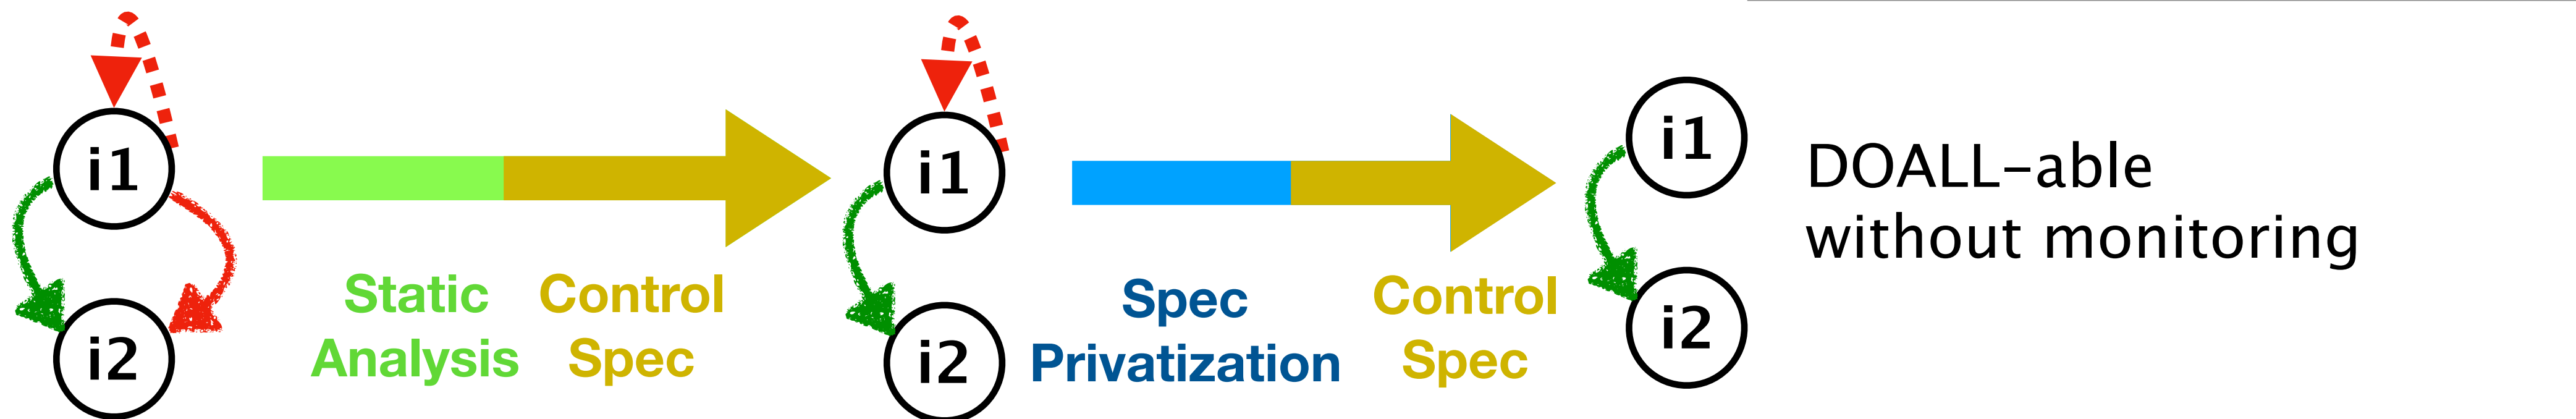 i1
i2
Static
Analysis
Control
Spec
i1
i2
Spec
Privatization
Control
Spec
i1
i2
DOALL-able
without monitoring